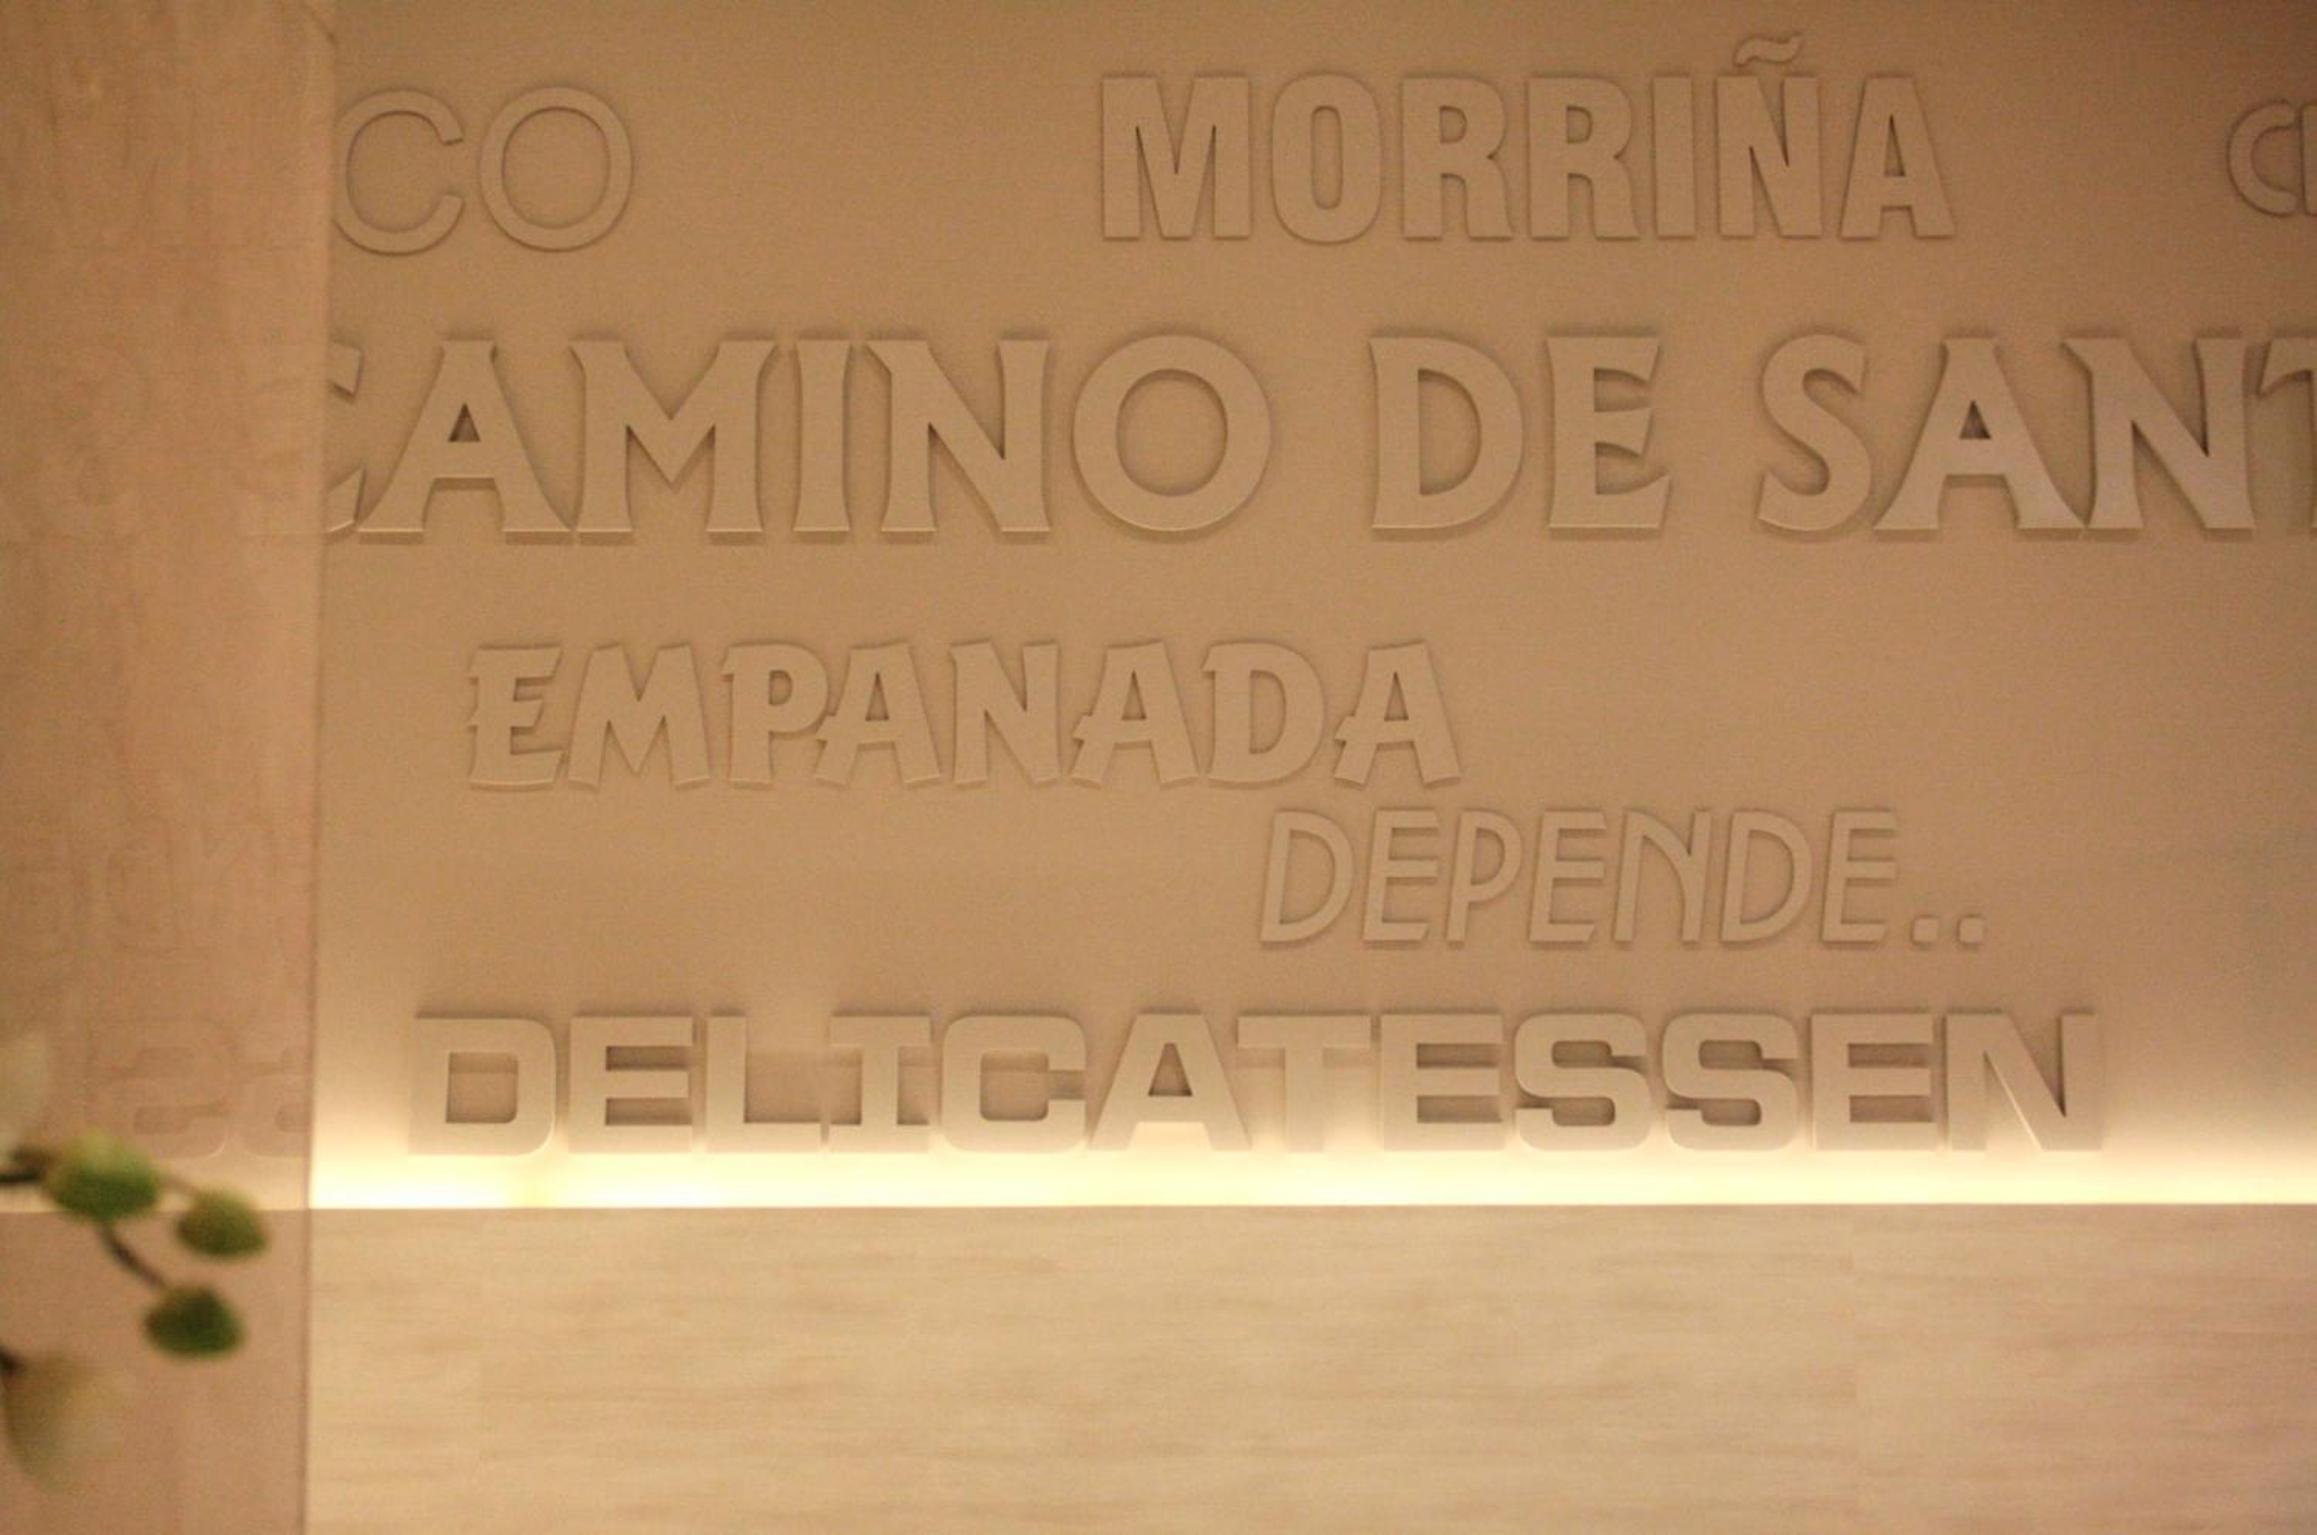 CO MORRIÑA
CAMINO DE SANT
EMPANADA
DEPENDE..
DELICATESSEN